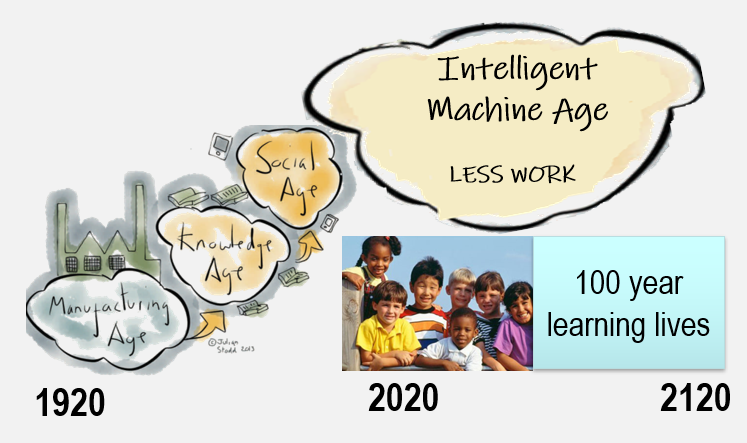 Intelligent
Machine Age
LESS WORK
Social
Age
Knowledge
Age
Manufacturing
Age
©Julian
Stodd 2013
100 year
learning lives
1920
2020
2120